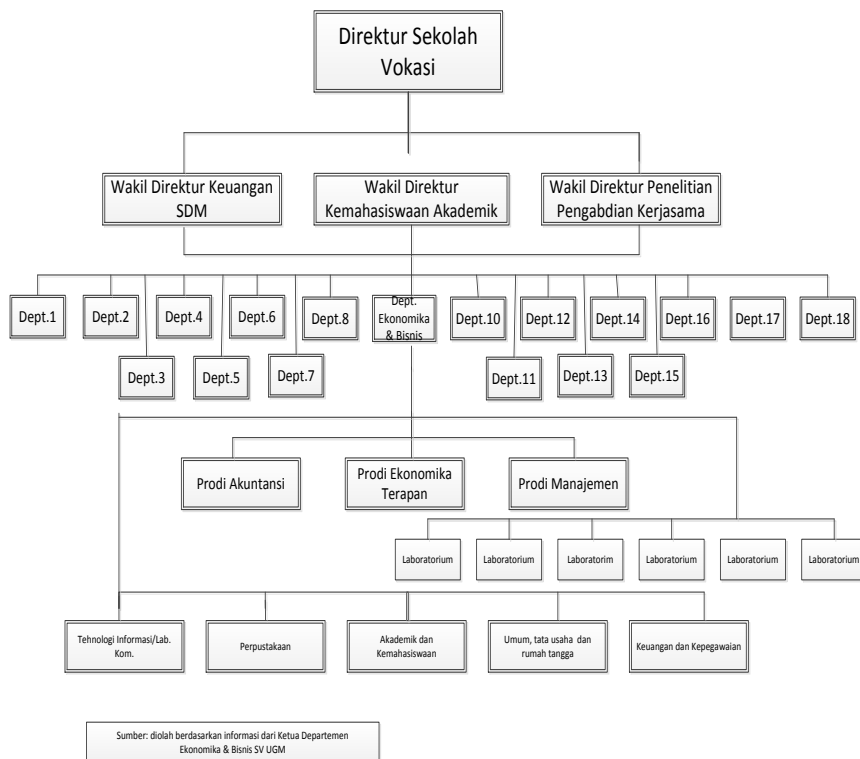 Direktur Sekolah
Vokasi
Wakil Direktur Keuangan
SDM
Wakil Direktur
Kemahasiswaan Akademik
Wakil Direktur Penelitian
Pengabdian Kerjasama
Dept.1
Dept.2
Dept.4
Dept.6
Dept.8
Dept.
Ekonomika
& Bisnis
Dept.10
Dept.12
Dept.14
Dept.16
Dept.17
Dept.18
Dept.3
Dept.5
Dept.7
Dept.11
Dept.13
Dept.15
Prodi Akuntansi
Prodi Ekonomika
Terapan
Prodi Manajemen
Laboratorium
Laboratorium
Laboratorim
Laboratorium
Laboratorium
Laboratorium
Tehnologi Informasi/Lab.
Kom.
Perpustakaan
Akademik dan
Kemahasiswaan
Umum, tata usaha dan
rumah tangga
Keuangan dan Kepegawaian
Sumber: diolah berdasarkan informasi dari Ketua Departemen
Ekonomika & Bisnis SV UGM